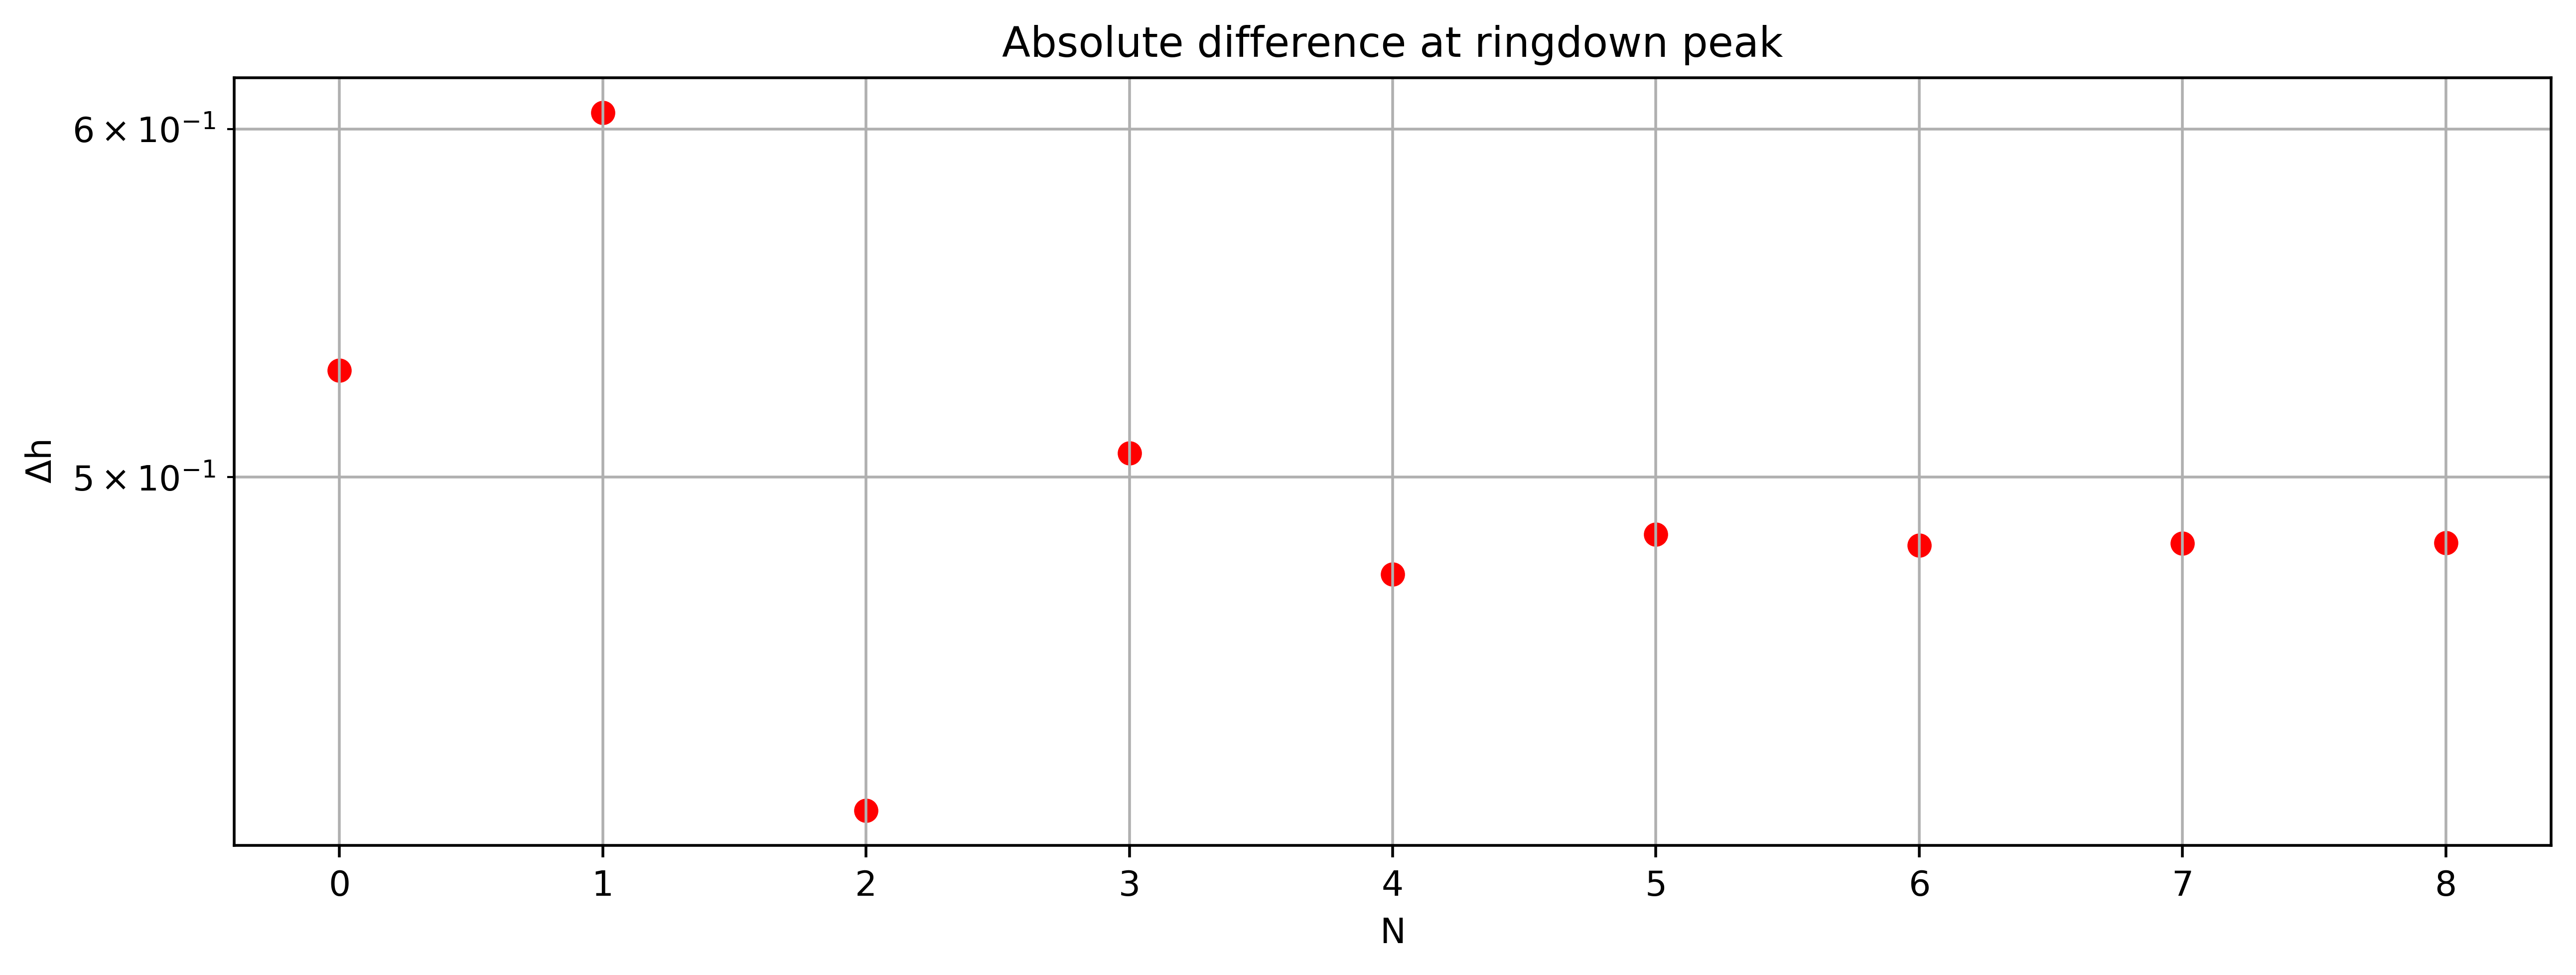 Absolute difference at ringdown peak
6 × 10⁻¹
5 × 10⁻¹
Δh
0 1 2 3 4 5 6 7 8
N